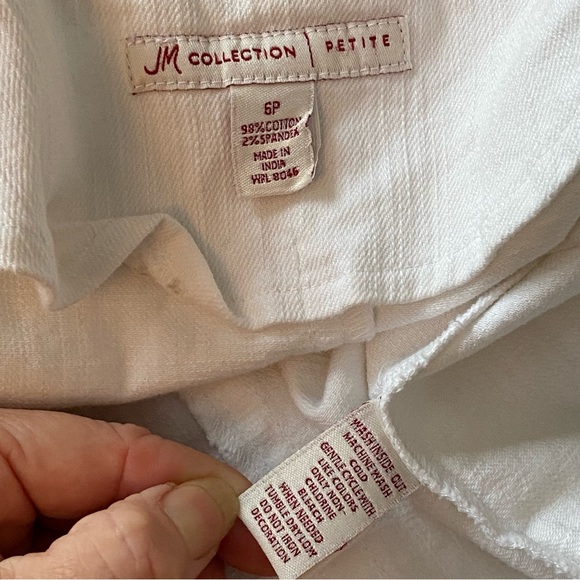 JM COLLECTION | PETITE
6P
98%COTTON
2%SPANDEX
MADE IN
INDIA
WPL 8046
WASH INSIDE OUT
MACHINE WASH
COLD
GENTLE CYCLE WITH
LIKE COLORS
ONLY NON-
CHLORINE
BLEACH
WHEN NEEDED
TUMBLE DRY LOW
DO NOT IRON
DECORATION